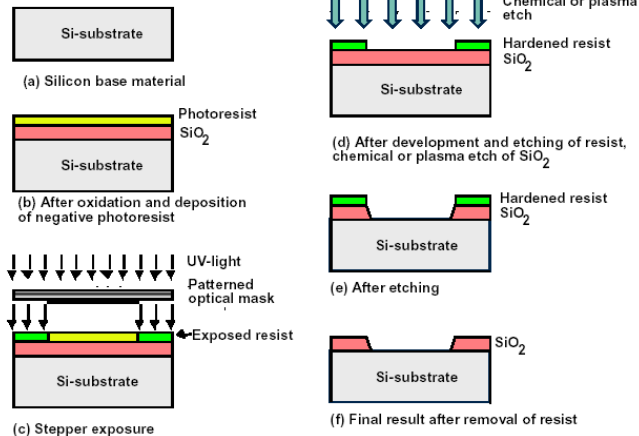 Si-substrate
(a) Silicon base material
Photoresist
SiO2
Si-substrate
(b) After oxidation and deposition
of negative photoresist
UV-light
Patterned
optical mask
Exposed resist
Si-substrate
(c) Stepper exposure
Chemical or plasma
etch
Hardened resist
SiO2
Si-substrate
(d) After development and etching of resist,
chemical or plasma etch of SiO2
Hardened resist
SiO2
Si-substrate
(e) After etching
SiO2
Si-substrate
(f) Final result after removal of resist